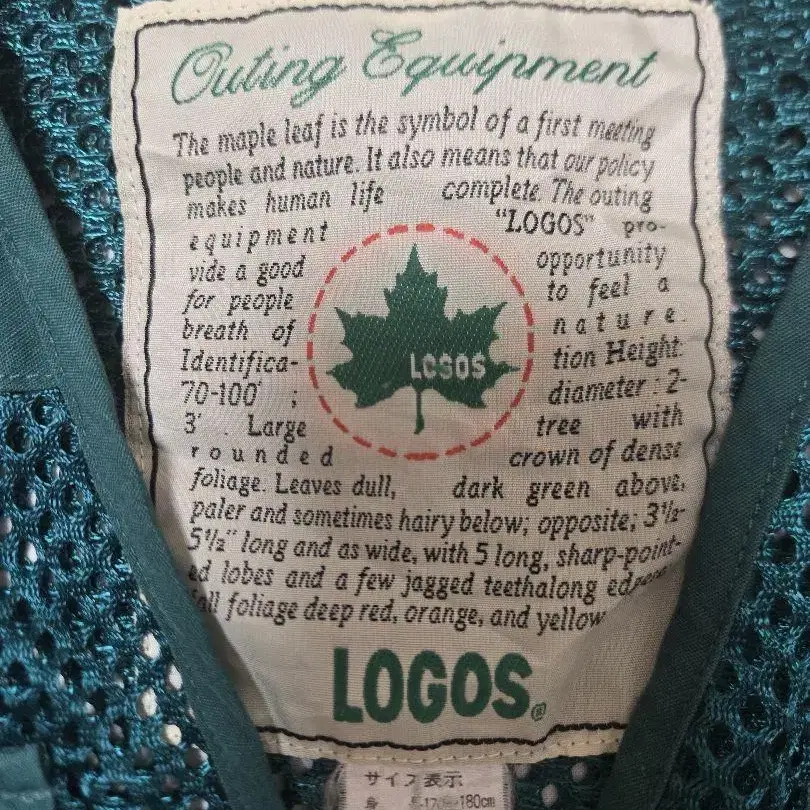 Outing Equipment
The maple leaf is the symbol of a first meeting
people and nature. It also means that our policy
makes human life complete. The outing
equipment "LOGOS" pro-
vide a good opportunity
for people to feel a
breath of nature.
Identifica- tion Height:
70-100' ; diameter : 2-
3' . Large tree with
rounded crown of dense
foliage. Leaves dull, dark green above,
paler and sometimes hairy below; opposite; 3½-
5½" long and as wide, with 5 long, sharp-point-
ed lobes and a few jagged teethalong
fall foliage deep red, orange, and yellow
LOGOS
LOGOS®
サイズ表示
身 180cm